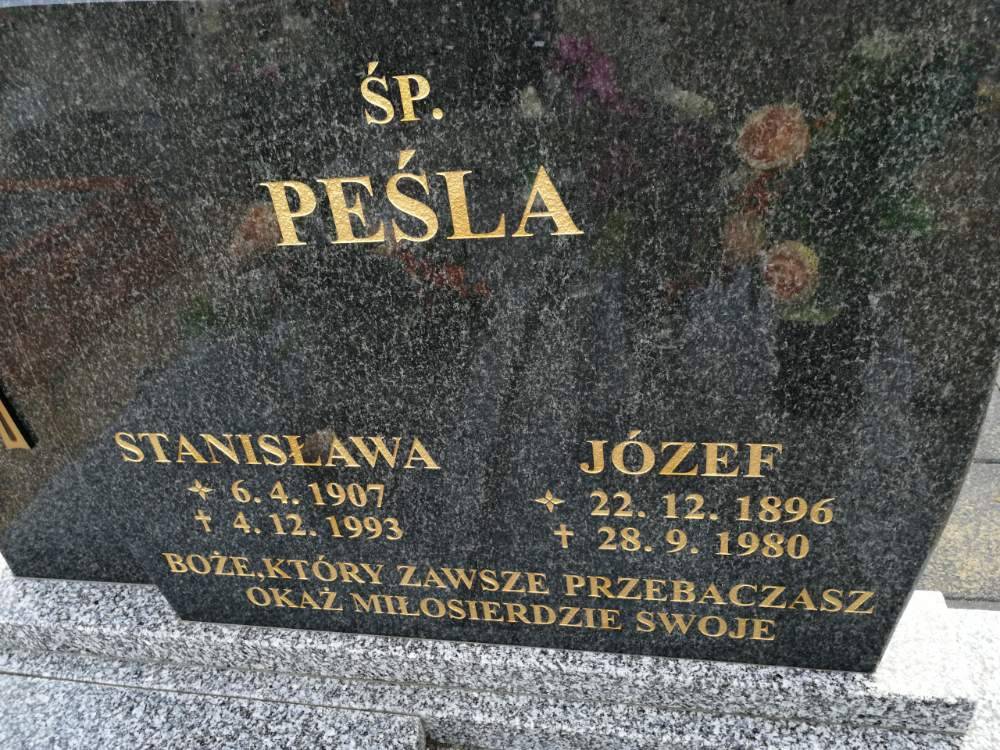 ŚP.
PEŚLA
STANISŁAWA
6. 4. 1907
4. 12. 1993
JÓZEF
22. 12. 1896
28. 9. 1980
BOŻE, KTÓRY ZAWSZE PRZEBACZASZ
OKAŻ MIŁOSIERDZIE SWOJE